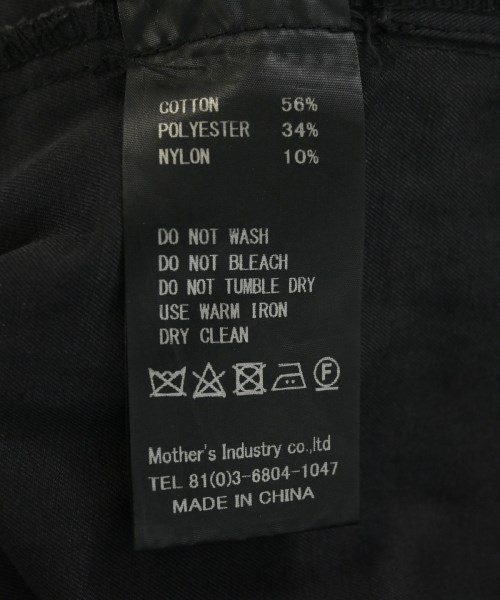 COTTON 56%
POLYESTER 34%
NYLON 10%
DO NOT WASH
DO NOT BLEACH
DO NOT TUMBLE DRY
USE WARM IRON
DRY CLEAN
F
Mother's Industry co.,ltd
TEL 81(0)3-6804-1047
MADE IN CHINA